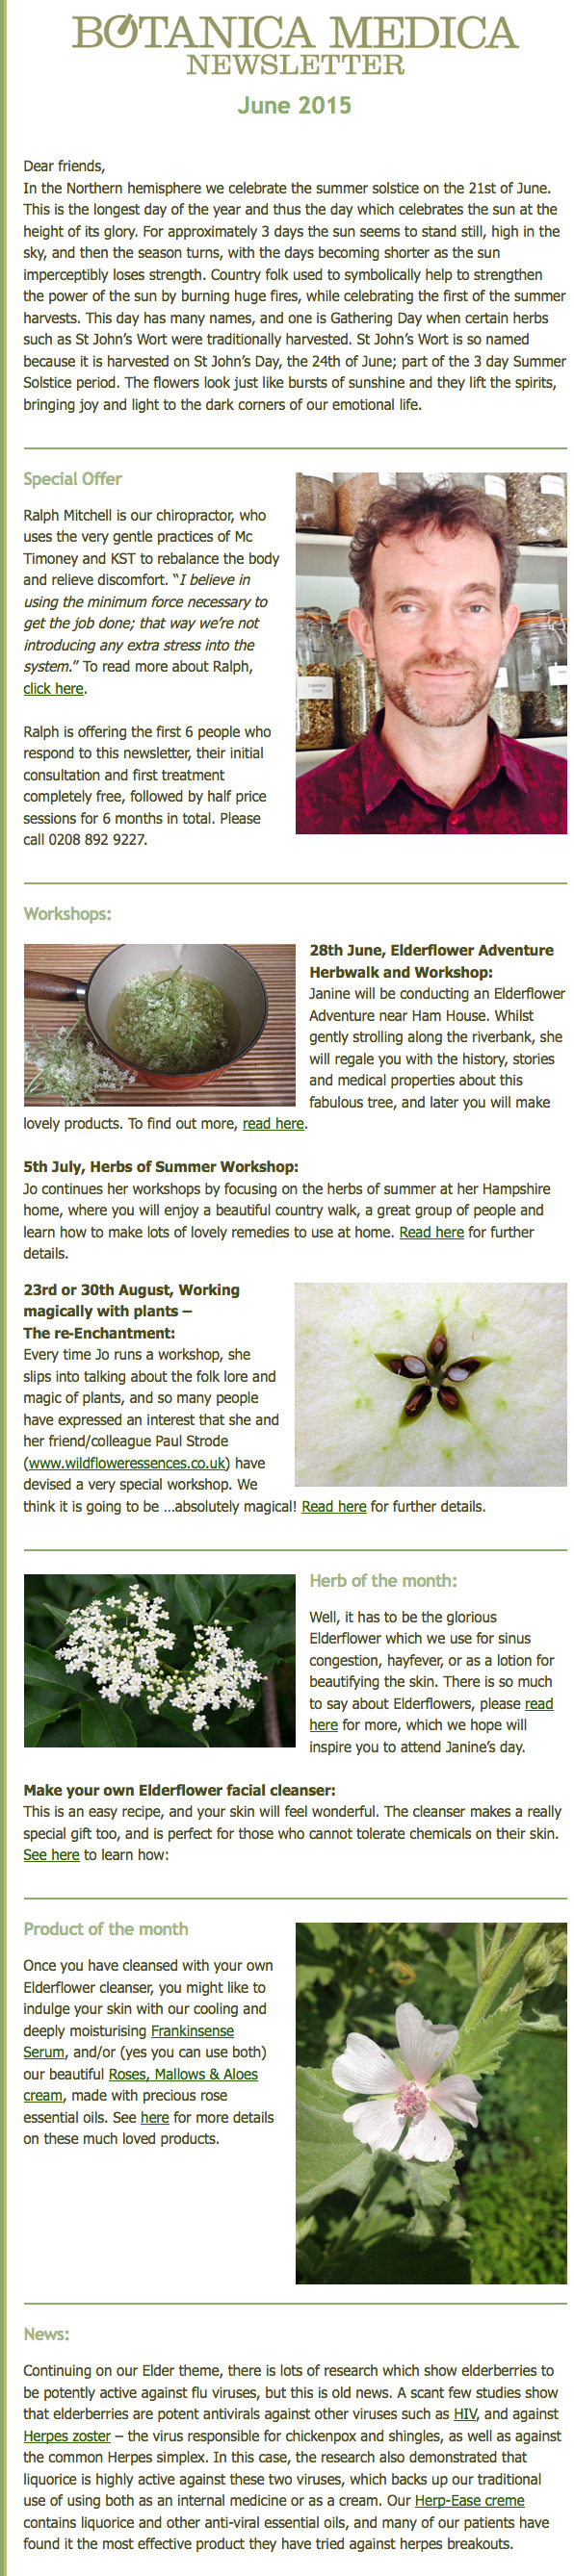 BOTANICA MEDICA
NEWSLETTER
June 2015
Dear friends,
In the Northern hemisphere we celebrate the summer solstice on the 21st of June.
This is the longest day of the year and thus the day which celebrates the sun at the
height of its glory. For approximately 3 days the sun seems to stand still, high in the
sky, and then the season turns, with the days becoming shorter as the sun
imperceptibly loses strength. Country folk used to symbolically help to strengthen
the power of the sun by burning huge fires, while celebrating the first of the summer
harvests. This day has many names, and one is Gathering Day when certain herbs
such as St John’s Wort were traditionally harvested. St John’s Wort is so named
because it is harvested on St John’s Day, the 24th of June; part of the 3 day Summer
Solstice period. The flowers look just like bursts of sunshine and they lift the spirits,
bringing joy and light to the dark corners of our emotional life.
Special Offer
Ralph Mitchell is our chiropractor, who
uses the very gentle practices of Mc
Timoney and KST to rebalance the body
and relieve discomfort. “I believe in
using the minimum force necessary to
get the job done; that way we’re not
introducing any extra stress into the
system.” To read more about Ralph,
click here.
Ralph is offering the first 6 people who
respond to this newsletter, their initial
consultation and first treatment
completely free, followed by half price
sessions for 6 months in total. Please
call 0208 892 9227.
Workshops:
28th June, Elderflower Adventure
Herbwalk and Workshop:
Janine will be conducting an Elderflower
Adventure near Ham House. Whilst
gently strolling along the riverbank, she
will regale you with the history, stories
and medical properties about this
fabulous tree, and later you will make
lovely products. To find out more, read here.
5th July, Herbs of Summer Workshop:
Jo continues her workshops by focusing on the herbs of summer at her Hampshire
home, where you will enjoy a beautiful country walk, a great group of people and
learn how to make lots of lovely remedies to use at home. Read here for further
details.
23rd or 30th August, Working
magically with plants –
The re-Enchantment:
Every time Jo runs a workshop, she
slips into talking about the folk lore and
magic of plants, and so many people
have expressed an interest that she and
her friend/colleague Paul Strode
(www.wildfloweressences.co.uk) have
devised a very special workshop. We
think it is going to be ...absolutely magical! Read here for further details.
Herb of the month:
Well, it has to be the glorious
Elderflower which we use for sinus
congestion, hayfever, or as a lotion for
beautifying the skin. There is so much
to say about Elderflowers, please read
here for more, which we hope will
inspire you to attend Janine’s day.
Make your own Elderflower facial cleanser:
This is an easy recipe, and your skin will feel wonderful. The cleanser makes a really
special gift too, and is perfect for those who cannot tolerate chemicals on their skin.
See here to learn how:
Product of the month
Once you have cleansed with your own
Elderflower cleanser, you might like to
indulge your skin with our cooling and
deeply moisturising Frankinsense
Serum, and/or (yes you can use both)
our beautiful Roses, Mallows & Aloes
cream, made with precious rose
essential oils. See here for more details
on these much loved products.
News:
Continuing on our Elder theme, there is lots of research which show elderberries to
be potently active against flu viruses, but this is old news. A scant few studies show
that elderberries are potent antivirals against other viruses such as HIV, and against
Herpes zoster – the virus responsible for chickenpox and shingles, as well as against
the common Herpes simplex. In this case, the research also demonstrated that
liquorice is highly active against these two viruses, which backs up our traditional
use of using both as an internal medicine or as a cream. Our Herp-Ease creme
contains liquorice and other anti-viral essential oils, and many of our patients have
found it the most effective product they have tried against herpes breakouts.